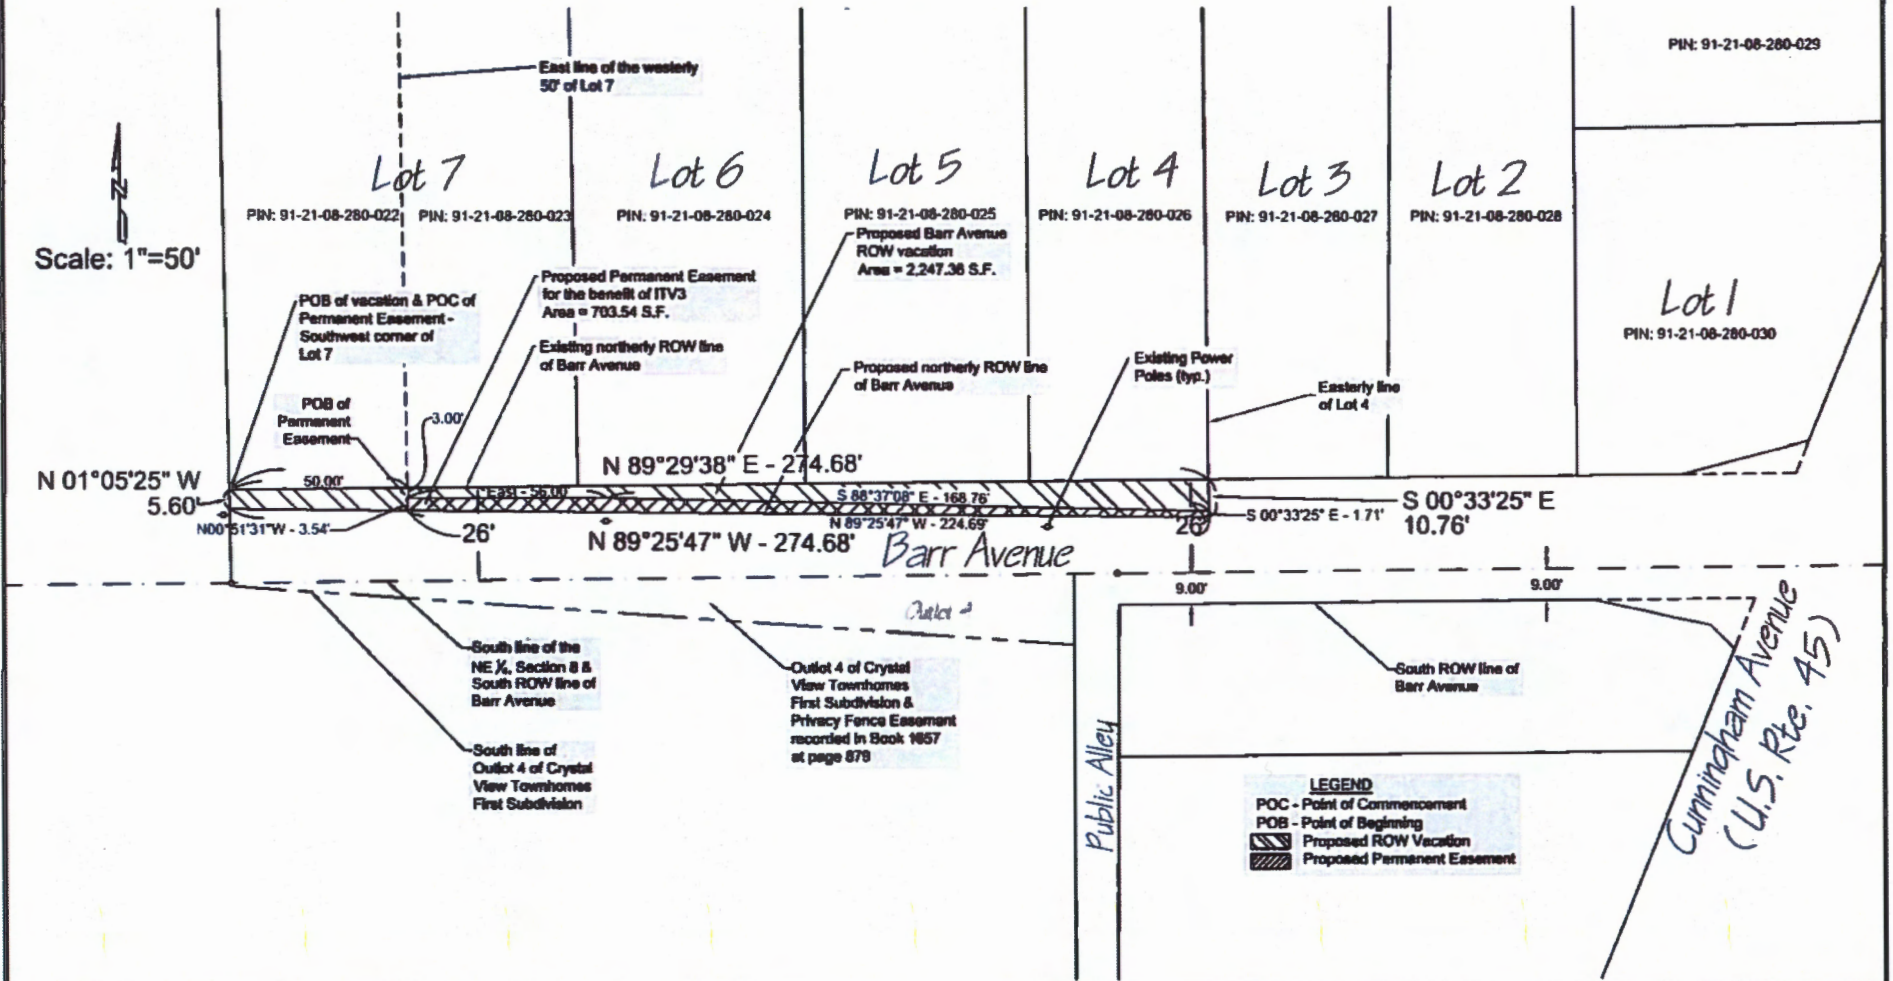 PIN: 91-21-08-280-029
East line of the westerly
50' of Lot 7
N
Scale: 1"=50'
Lot 7
Lot 6
Lot 5
Lot 4
Lot 3
Lot 2
PIN: 91-21-08-280-022
PIN: 91-21-08-280-023
PIN: 91-21-08-280-024
PIN: 91-21-08-280-025
PIN: 91-21-08-280-026
PIN: 91-21-08-280-027
PIN: 91-21-08-280-028
Lot 1
PIN: 91-21-08-280-030
Proposed Barr Avenue
ROW vacation
Area = 2,247.36 S.F.
Proposed Permanent Easement
for the benefit of ITV3
Area = 703.54 S.F.
POB of vacation & POC of
Permanent Easement -
Southwest corner of
Lot 7
Existing northerly ROW line
of Barr Avenue
Proposed northerly ROW line
of Barr Avenue
Existing Power
Poles (typ.)
Easterly line
of Lot 4
POB of
Permanent
Easement
3.00'
N 01°05'25" W
5.60'
50.00'
N 89°29'38" E - 274.68'
East - 56.00'
S 88°37'08" E - 168.76'
S 00°33'25" E
10.76'
N00°51'31"W - 3.54'
26'
N 89°25'47" W - 224.69'
26'
S 00°33'25" E - 1.71'
N 89°25'47" W - 274.68'
Barr Avenue
9.00'
9.00'
Outlot 4
South line of the
NE ¼, Section 8 &
South ROW line of
Barr Avenue
Outlot 4 of Crystal
View Townhomes
First Subdivision &
Privacy Fence Easement
recorded in Book 1657
at page 879
South ROW line of
Barr Avenue
South line of
Outlot 4 of Crystal
View Townhomes
First Subdivision
Public Alley
Cunningham Avenue
(U.S. Rte. 45)
LEGEND
POC - Point of Commencement
POB - Point of Beginning
Proposed ROW Vacation
Proposed Permanent Easement